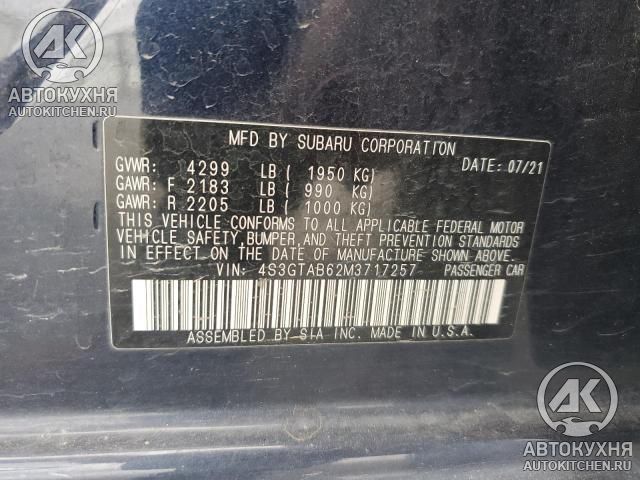 AK
АВТОКУХНЯ
AUTOKITCHEN.RU
MFD BY SUBARU CORPORATION
GVWR: 4299 LB ( 1950 KG) DATE: 07/21
GAWR: F 2183 LB ( 990 KG)
GAWR: R 2205 LB ( 1000 KG)
THIS VEHICLE CONFORMS TO ALL APPLICABLE FEDERAL MOTOR
VEHICLE SAFETY, BUMPER, AND THEFT PREVENTION STANDARDS
IN EFFECT ON THE DATE OF MANUFACTURE SHOWN ABOVE.
VIN: 4S3GTAB62M3717257 PASSENGER CAR
ASSEMBLED BY SIA INC. MADE IN U.S.A.
AK
АВТОКУХНЯ
AUTOKITCHEN.RU